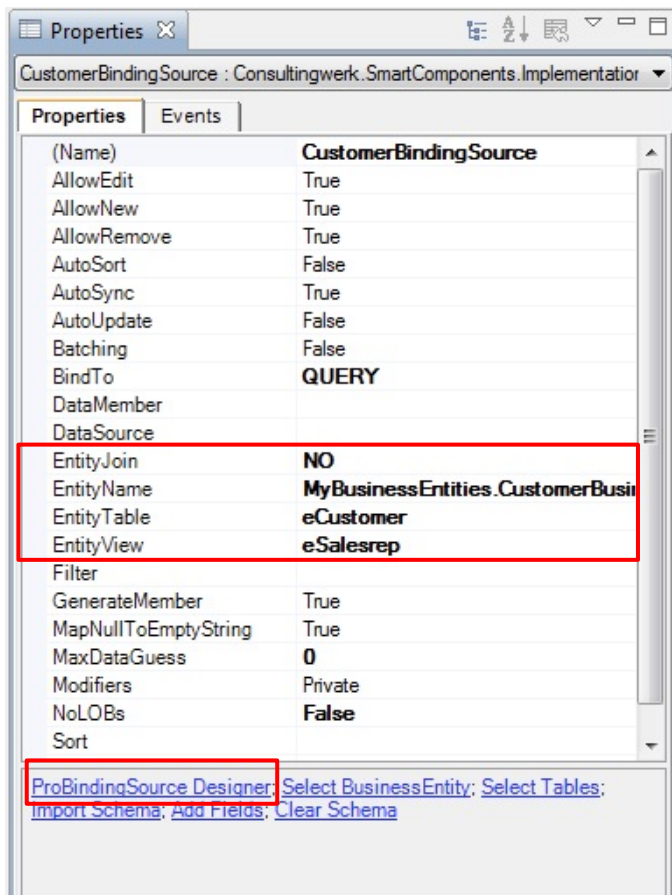 Properties
CustomerBindingSource : Consultingwerk.SmartComponents.Implementation
Properties Events
(Name) CustomerBindingSource
AllowEdit True
AllowNew True
AllowRemove True
AutoSort False
AutoSync True
AutoUpdate False
Batching False
BindTo QUERY
DataMember
DataSource
EntityJoin NO
EntityName MyBusinessEntities.CustomerBusin
EntityTable eCustomer
EntityView eSalesrep
Filter
GenerateMember True
MapNullToEmptyString True
MaxDataGuess 0
Modifiers Private
NoLOBs False
Sort
ProBindingSource Designer; Select BusinessEntity; Select Tables;
Import Schema; Add Fields; Clear Schema